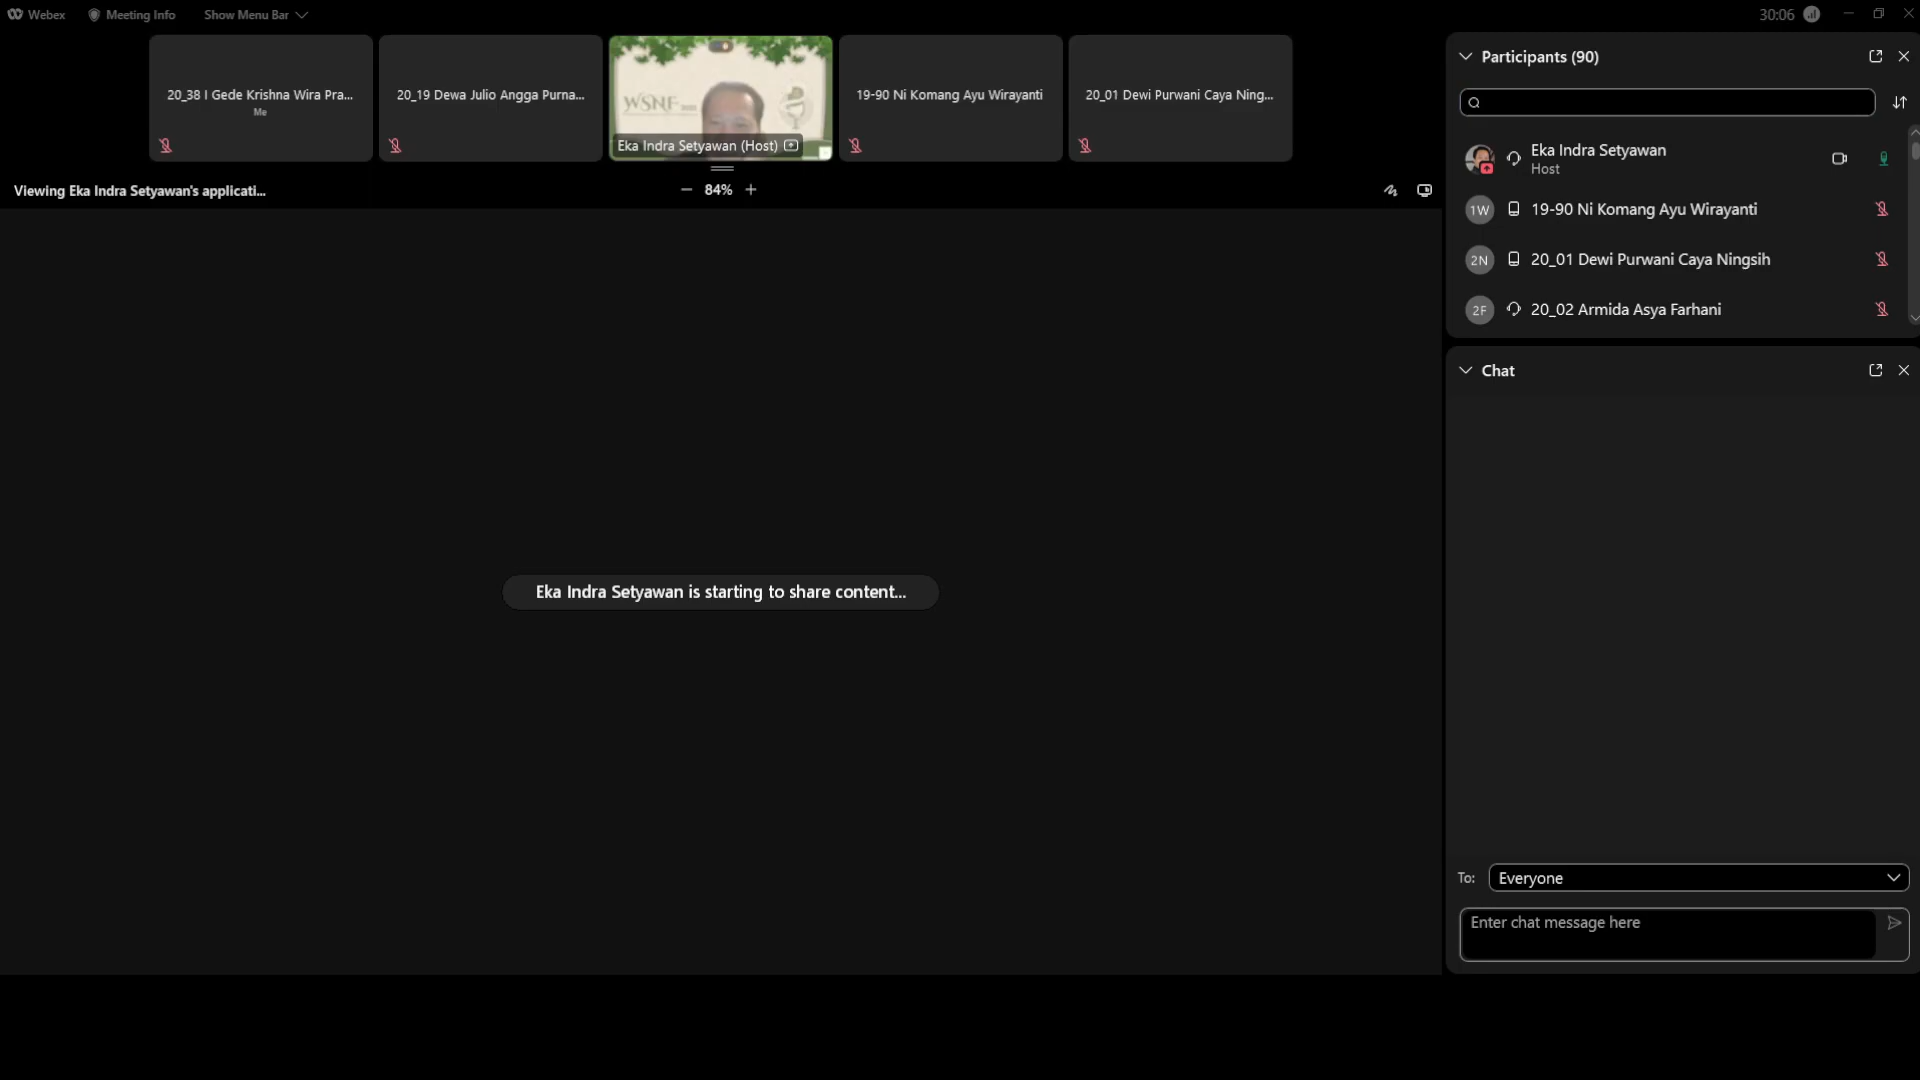 Webex
Meeting Info
Show Menu Bar
30:06
20_38 I Gede Krishna Wira Pra...
Me
20_19 Dewa Julio Angga Purna...
WSNF
Eka Indra Setyawan (Host)
19-90 Ni Komang Ayu Wirayanti
20_01 Dewi Purwani Caya Ning...
Viewing Eka Indra Setyawan's applicati...
84%
Eka Indra Setyawan is starting to share content...
Participants (90)
Eka Indra Setyawan
Host
1W
19-90 Ni Komang Ayu Wirayanti
2N
20_01 Dewi Purwani Caya Ningsih
2F
20_02 Armida Asya Farhani
Chat
To:
Everyone
Enter chat message here